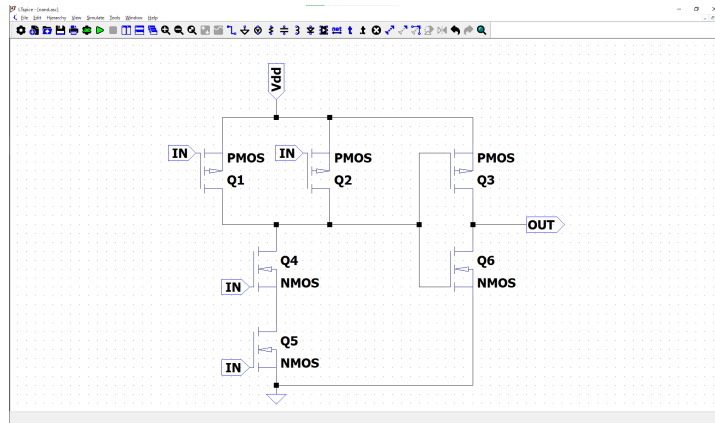 LTspice - [nand.asc]
File Edit Hierarchy View Simulate Tools Window Help
Vdd
IN
PMOS
Q1
IN
PMOS
Q2
PMOS
Q3
OUT
Q4
IN
NMOS
Q6
NMOS
Q5
IN
NMOS